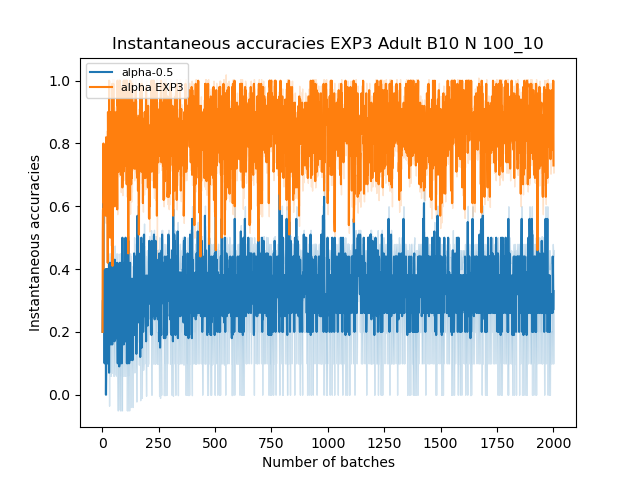 Instantaneous accuracies EXP3 Adult B10 N 100_10
alpha-0.5
alpha EXP3
1.0
0.8
0.6
0.4
0.2
0.0
Instantaneous accuracies
0 250 500 750 1000 1250 1500 1750 2000
Number of batches